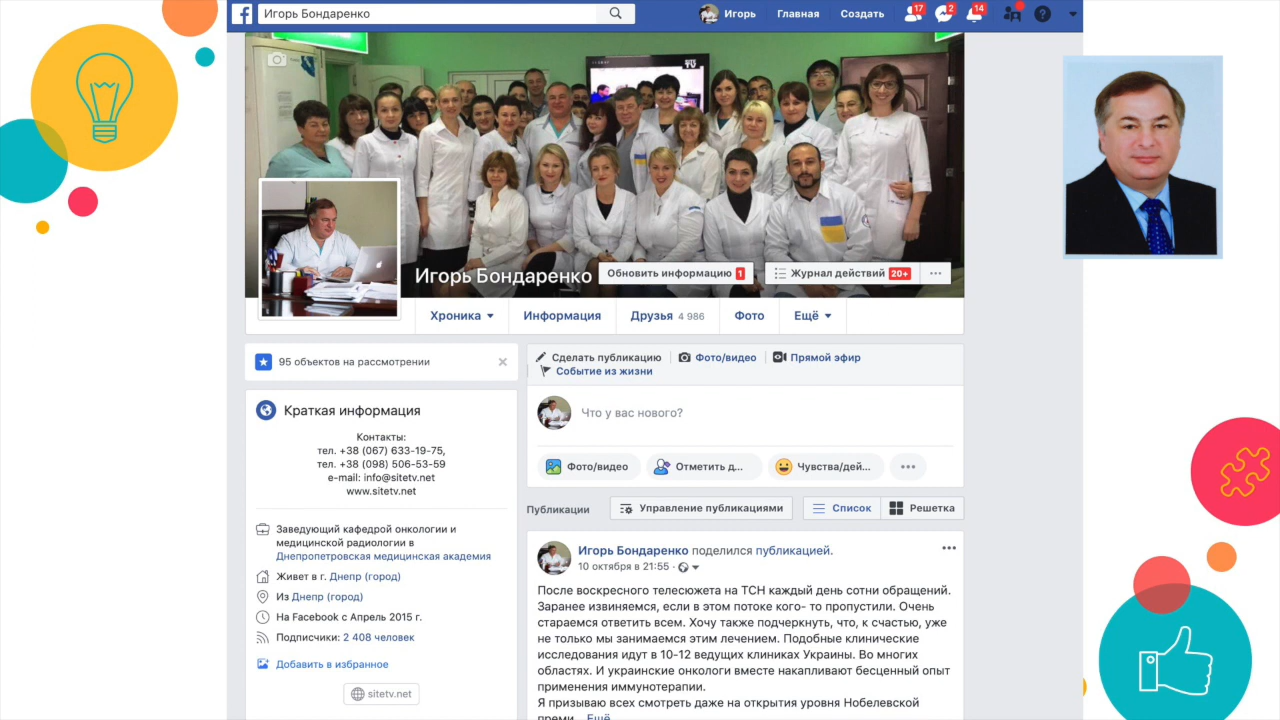 Игорь Бондаренко
Игорь
Главная
Создать
17
2
14
Игорь Бондаренко
Обновить информацию 1
Журнал действий 20+
Хроника
Информация
Друзья 4 986
Фото
Ещё
95 объектов на рассмотрении
Краткая информация
Контакты:
тел. +38 (067) 633-19-75,
тел. +38 (098) 506-53-59
e-mail: info@sitetv.net
www.sitetv.net
Заведующий кафедрой онкологии и
медицинской радиологии в
Днепропетровская медицинская академия
Живет в г. Днепр (город)
Из Днепр (город)
На Facebook с Апрель 2015 г.
Подписчики: 2 408 человек
Добавить в избранное
sitetv.net
Сделать публикацию
Фото/видео
Прямой эфир
Событие из жизни
Что у вас нового?
Фото/видео
Отметить д...
Чувства/дей...
Публикации
Управление публикациями
Список
Решетка
Игорь Бондаренко поделился публикацией.
10 октября в 21:55 ·
После воскресного телесюжета на ТСН каждый день сотни обращений.
Заранее извиняемся, если в этом потоке кого- то пропустили. Очень
стараемся ответить всем. Хочу также подчеркнуть, что, к счастью, уже
не только мы занимаемся этим лечением. Подобные клинические
исследования идут в 10-12 ведущих клиниках Украины. Во многих
областях. И украинские онкологи вместе накапливают бесценный опыт
применения иммунотерапии.
Я призываю всех смотреть даже на открытия уровня Нобелевской
преми... Ещё